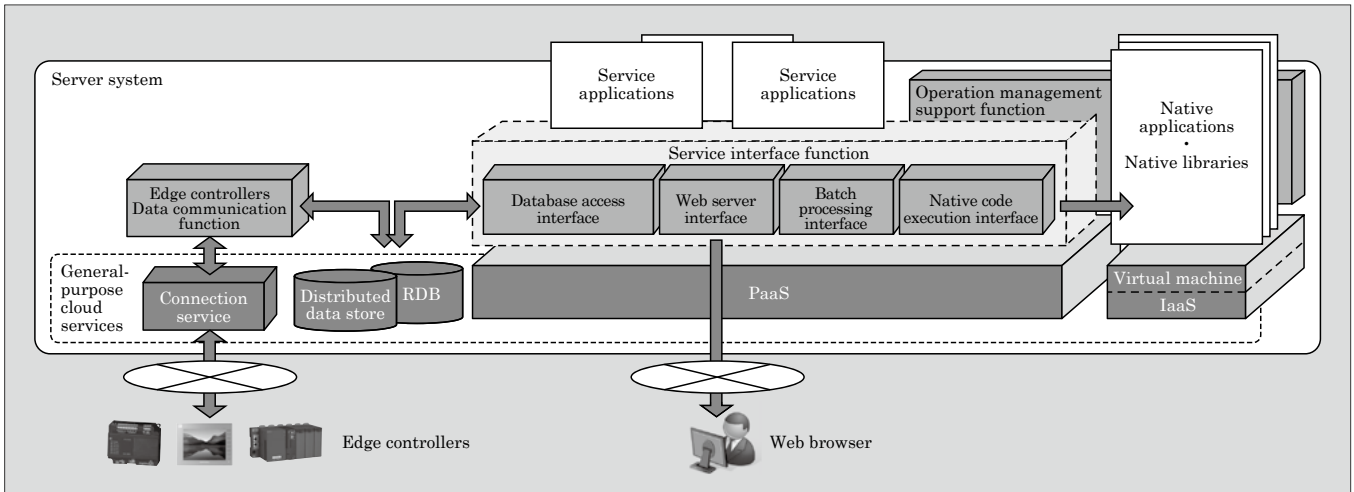 Server system
Service
applications
Service
applications
Operation management
support function
Native
applications
・
Native libraries
Service interface function
Edge controllers
Data communication
function
Database access
interface
Web server
interface
Batch
processing
interface
Native code
execution interface
General-
purpose
cloud
services
Connection
service
Distributed
data store
RDB
PaaS
Virtual machine
IaaS
Edge controllers
Web browser